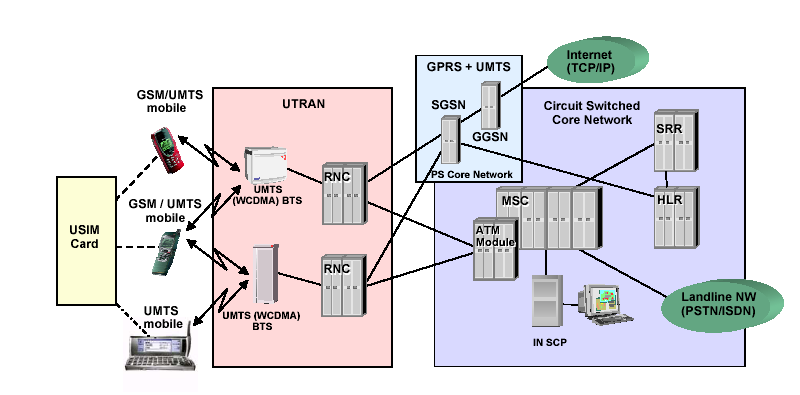 GSM/UMTS
mobile
GSM / UMTS
mobile
USIM
Card
UMTS
mobile
UTRAN
UMTS
(WCDMA) BTS
UMTS (WCDMA)
BTS
RNC
RNC
GPRS + UMTS
SGSN
GGSN
PS Core Network
Internet
(TCP/IP)
Circuit Switched
Core Network
SRR
HLR
MSC
ATM
Module
IN SCP
Landline NW
(PSTN/ISDN)